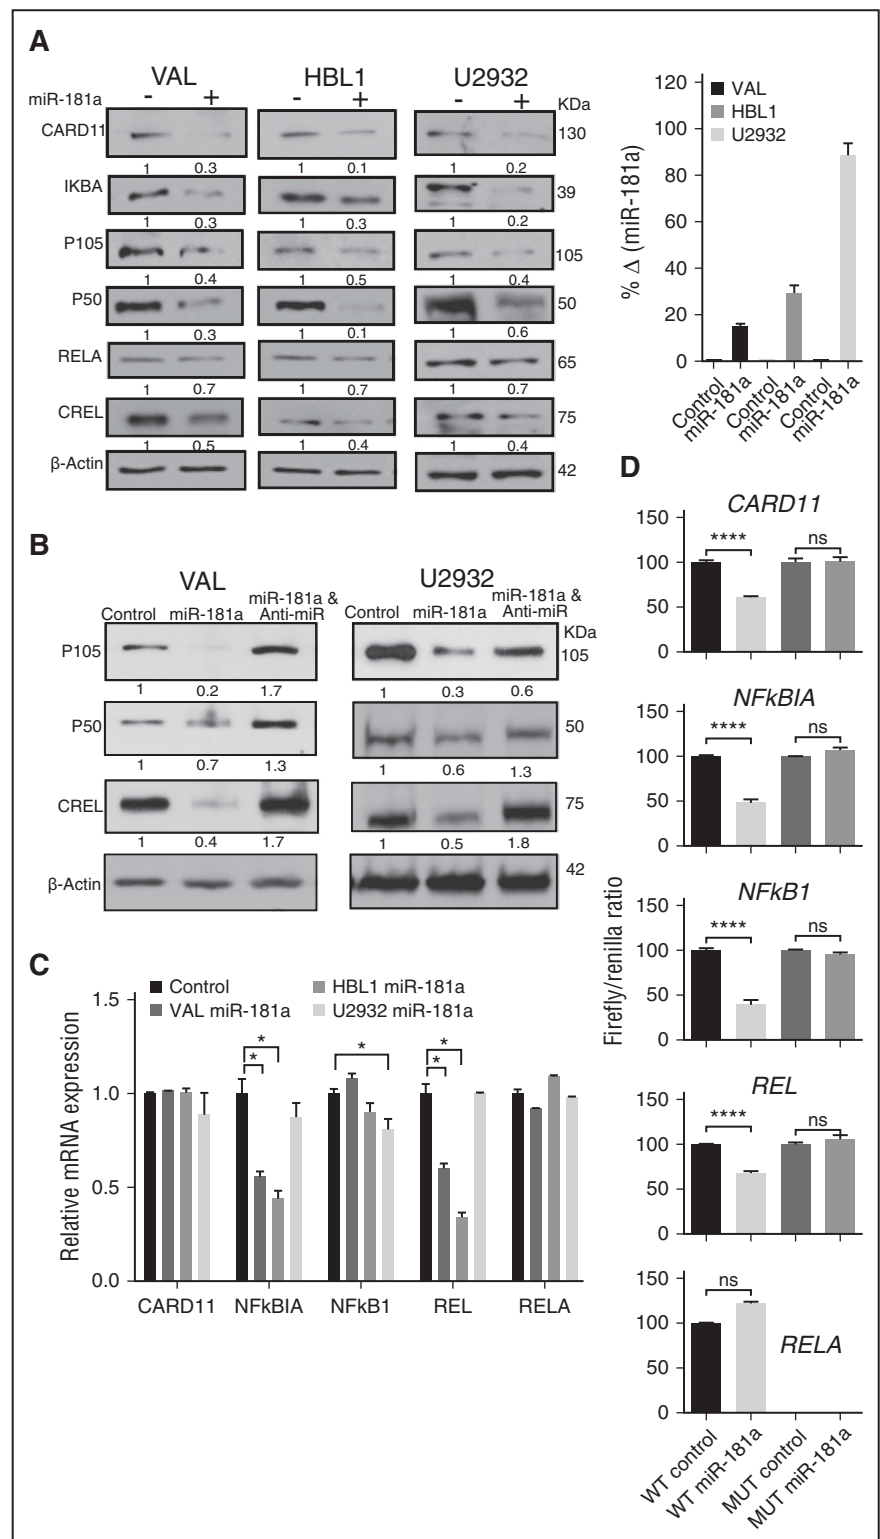 A
VAL HBL1 U2932
miR-181a - + - + - + KDa
CARD11 130
1 0.3 1 0.1 1 0.2
IKBA 39
1 0.3 1 0.3 1 0.2
P105 105
1 0.4 1 0.5 1 0.4
P50 50
1 0.3 1 0.1 1 0.6
RELA 65
1 0.7 1 0.7 1 0.7
CREL 75
1 0.5 1 0.4 1 0.4
β-Actin 42
% Δ (miR-181a)
120
100
80
60
40
20
0
VAL
HBL1
U2932
Control
miR-181a
Control
miR-181a
Control
miR-181a
B
VAL
Control miR-181a miR-181a &
Anti-miR
U2932
Control miR-181a miR-181a &
Anti-miR
KDa
P105 105
1 0.2 1.7 1 0.3 0.6
P50 50
1 0.7 1.3 1 0.6 1.3
CREL 75
1 0.4 1.7 1 0.5 1.8
β-Actin 42
C
Control
VAL miR-181a
HBL1 miR-181a
U2932 miR-181a
Relative mRNA expression
1.5
1.0
0.5
0.0
*
*
*
*
*
CARD11 NFkBIA NFkB1 REL RELA
D
Firefly/renilla ratio
CARD11
150
100
50
0
**** ns
NFkBIA
150
100
50
0
**** ns
NFkB1
150
100
50
0
**** ns
REL
150
100
50
0
**** ns
RELA
150
100
50
0
ns
WT control
WT miR-181a
MUT control
MUT miR-181a